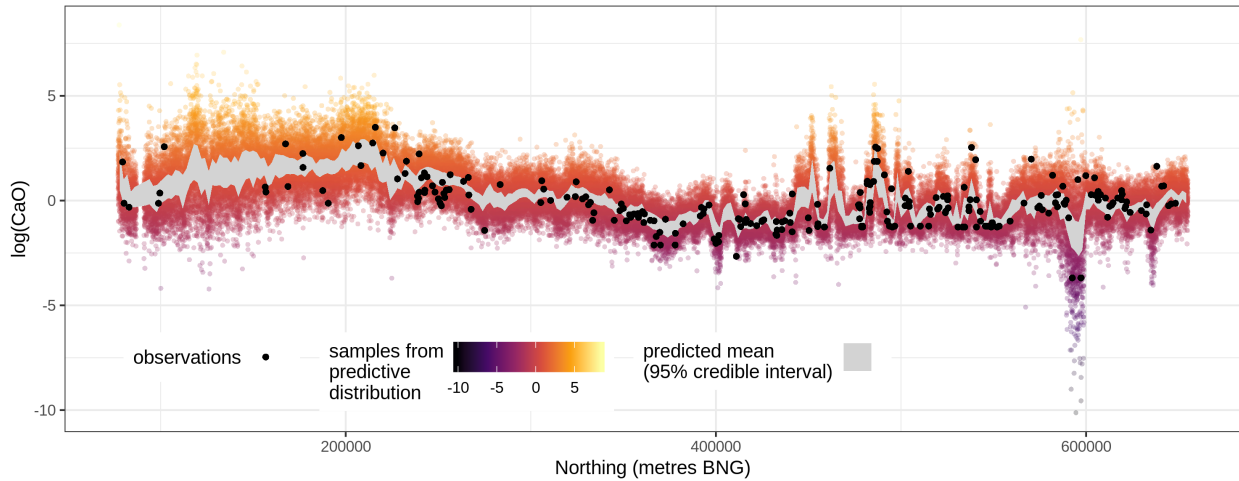 5
0
-5
-10
log(CaO)
observations
samples from
predictive
distribution
-10 -5 0 5
predicted mean
(95% credible interval)
200000 400000 600000
Northing (metres BNG)